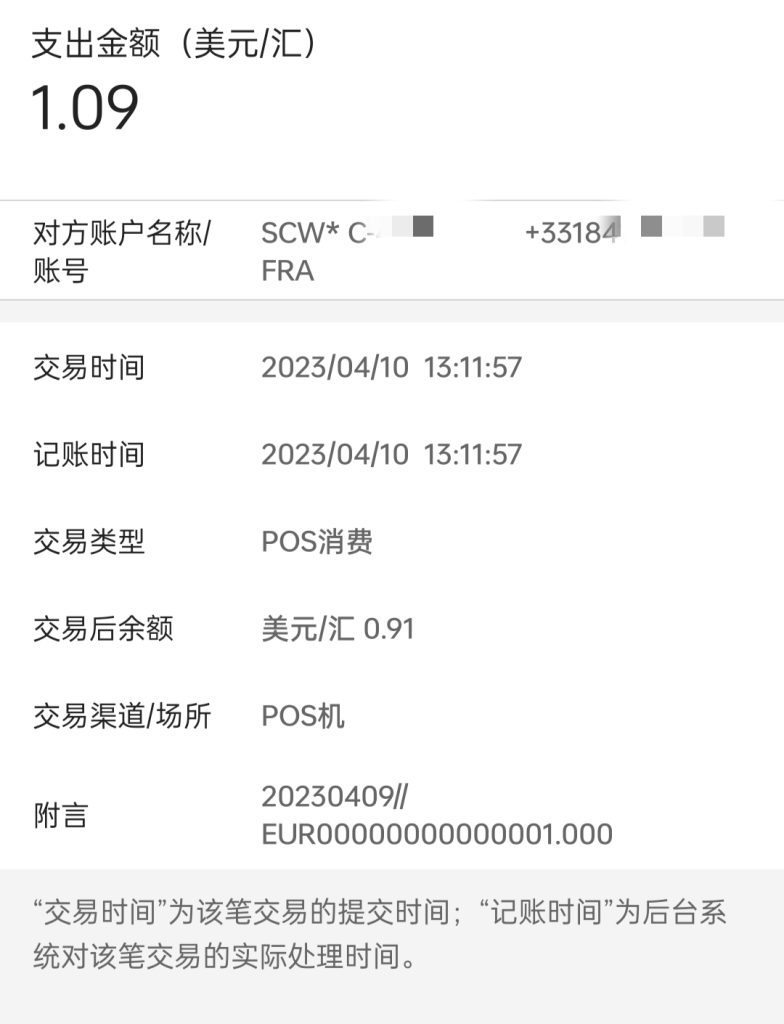 支出金额（美元/汇）
1.09
对方账户名称/
账号
SCW* C- +33184
FRA
交易时间 2023/04/10 13:11:57
记账时间 2023/04/10 13:11:57
交易类型 POS消费
交易后余额 美元/汇 0.91
交易渠道/场所 POS机
附言
20230409//
EUR00000000000001.000
“交易时间”为该笔交易的提交时间；“记账时间”为后台系
统对该笔交易的实际处理时间。